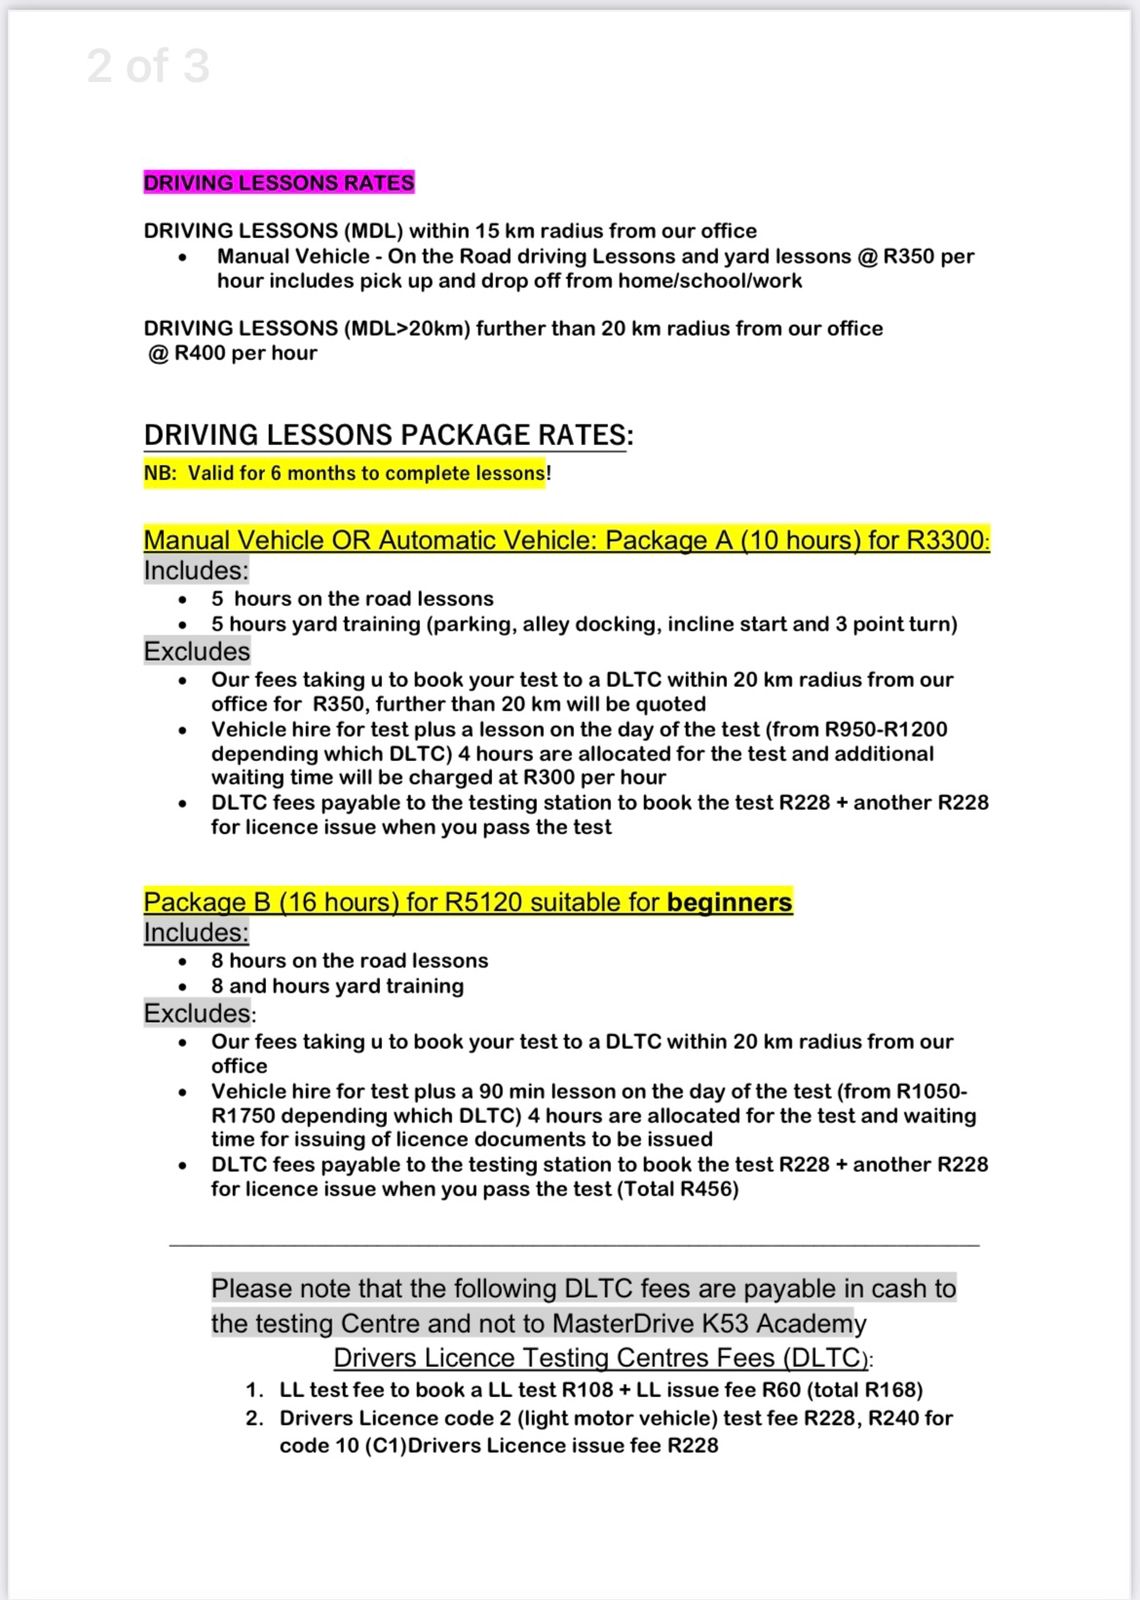 2 of 3
DRIVING LESSONS RATES
DRIVING LESSONS (MDL) within 15 km radius from our office
• Manual Vehicle - On the Road driving Lessons and yard lessons @ R350 per
hour includes pick up and drop off from home/school/work
DRIVING LESSONS (MDL>20km) further than 20 km radius from our office
@ R400 per hour
DRIVING LESSONS PACKAGE RATES:
NB: Valid for 6 months to complete lessons!
Manual Vehicle OR Automatic Vehicle: Package A (10 hours) for R3300:
Includes:
• 5 hours on the road lessons
• 5 hours yard training (parking, alley docking, incline start and 3 point turn)
Excludes
• Our fees taking u to book your test to a DLTC within 20 km radius from our
office for R350, further than 20 km will be quoted
• Vehicle hire for test plus a lesson on the day of the test (from R950-R1200
depending which DLTC) 4 hours are allocated for the test and additional
waiting time will be charged at R300 per hour
• DLTC fees payable to the testing station to book the test R228 + another R228
for licence issue when you pass the test
Package B (16 hours) for R5120 suitable for beginners
Includes:
• 8 hours on the road lessons
• 8 and hours yard training
Excludes:
• Our fees taking u to book your test to a DLTC within 20 km radius from our
office
• Vehicle hire for test plus a 90 min lesson on the day of the test (from R1050-
R1750 depending which DLTC) 4 hours are allocated for the test and waiting
time for issuing of licence documents to be issued
• DLTC fees payable to the testing station to book the test R228 + another R228
for licence issue when you pass the test (Total R456)
Please note that the following DLTC fees are payable in cash to
the testing Centre and not to MasterDrive K53 Academy
Drivers Licence Testing Centres Fees (DLTC):
1. LL test fee to book a LL test R108 + LL issue fee R60 (total R168)
2. Drivers Licence code 2 (light motor vehicle) test fee R228, R240 for
code 10 (C1)Drivers Licence issue fee R228